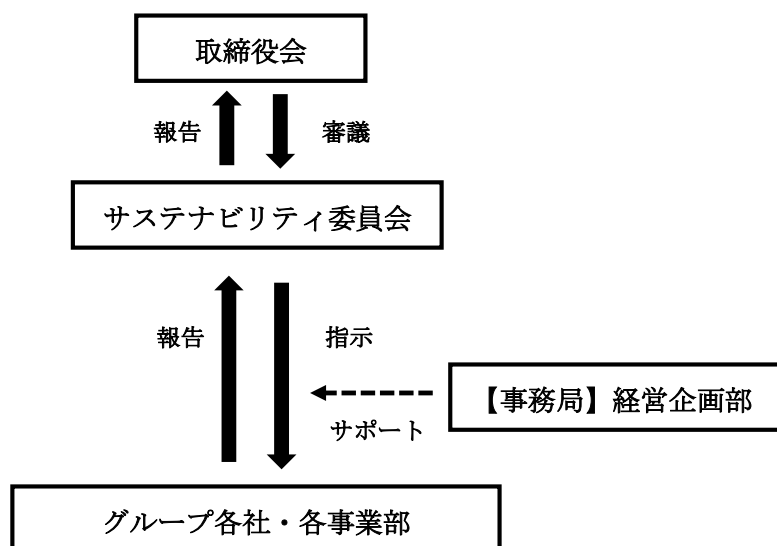 取締役会
報告
審議
サステナビリティ委員会
報告
指示
【事務局】経営企画部
サポート
グループ各社・各事業部